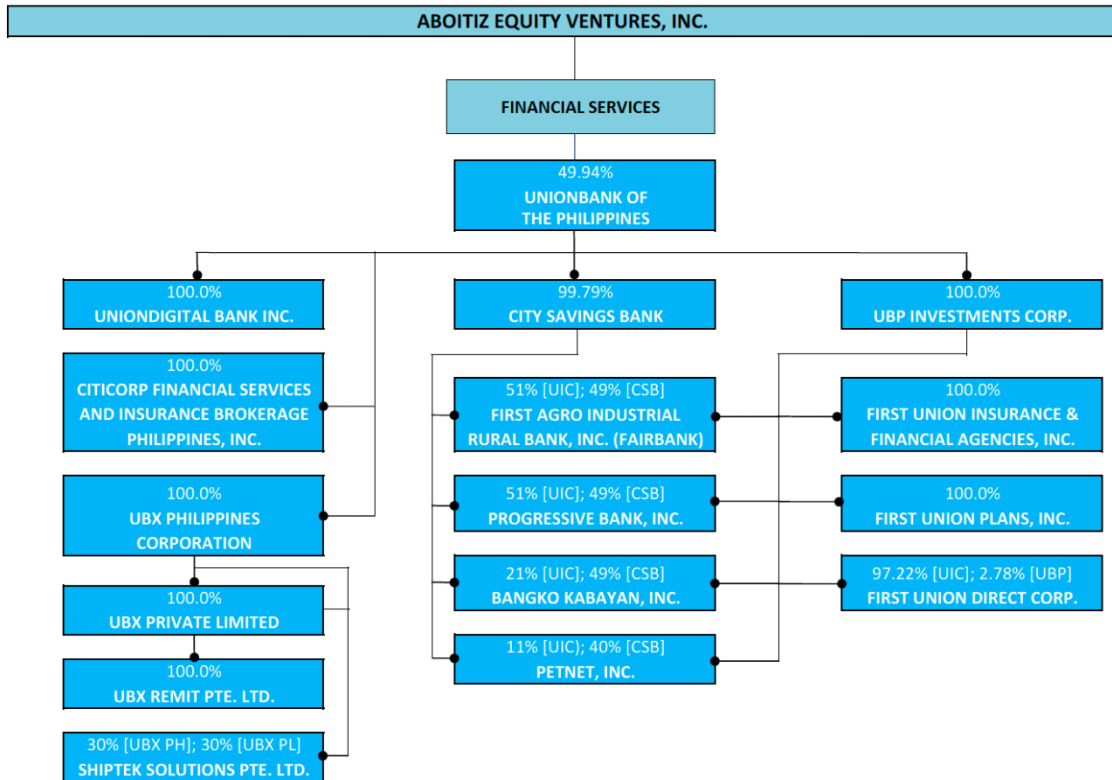 ABOITIZ EQUITY VENTURES, INC.
FINANCIAL SERVICES
49.94%
UNIONBANK OF
THE PHILIPPINES
100.0%
UNIONDIGITAL BANK INC.
99.79%
CITY SAVINGS BANK
100.0%
UBP INVESTMENTS CORP.
100.0%
CITICORP FINANCIAL SERVICES
AND INSURANCE BROKERAGE
PHILIPPINES, INC.
51% [UIC]; 49% [CSB]
FIRST AGRO INDUSTRIAL
RURAL BANK, INC. (FAIRBANK)
100.0%
FIRST UNION INSURANCE &
FINANCIAL AGENCIES, INC.
100.0%
UBX PHILIPPINES
CORPORATION
51% [UIC]; 49% [CSB]
PROGRESSIVE BANK, INC.
100.0%
FIRST UNION PLANS, INC.
100.0%
UBX PRIVATE LIMITED
21% [UIC]; 49% [CSB]
BANGKO KABAYAN, INC.
97.22% [UIC]; 2.78% [UBP]
FIRST UNION DIRECT CORP.
100.0%
UBX REMIT PTE. LTD.
11% [UIC); 40% [CSB]
PETNET, INC.
30% [UBX PH]; 30% [UBX PL]
SHIPTEK SOLUTIONS PTE. LTD.